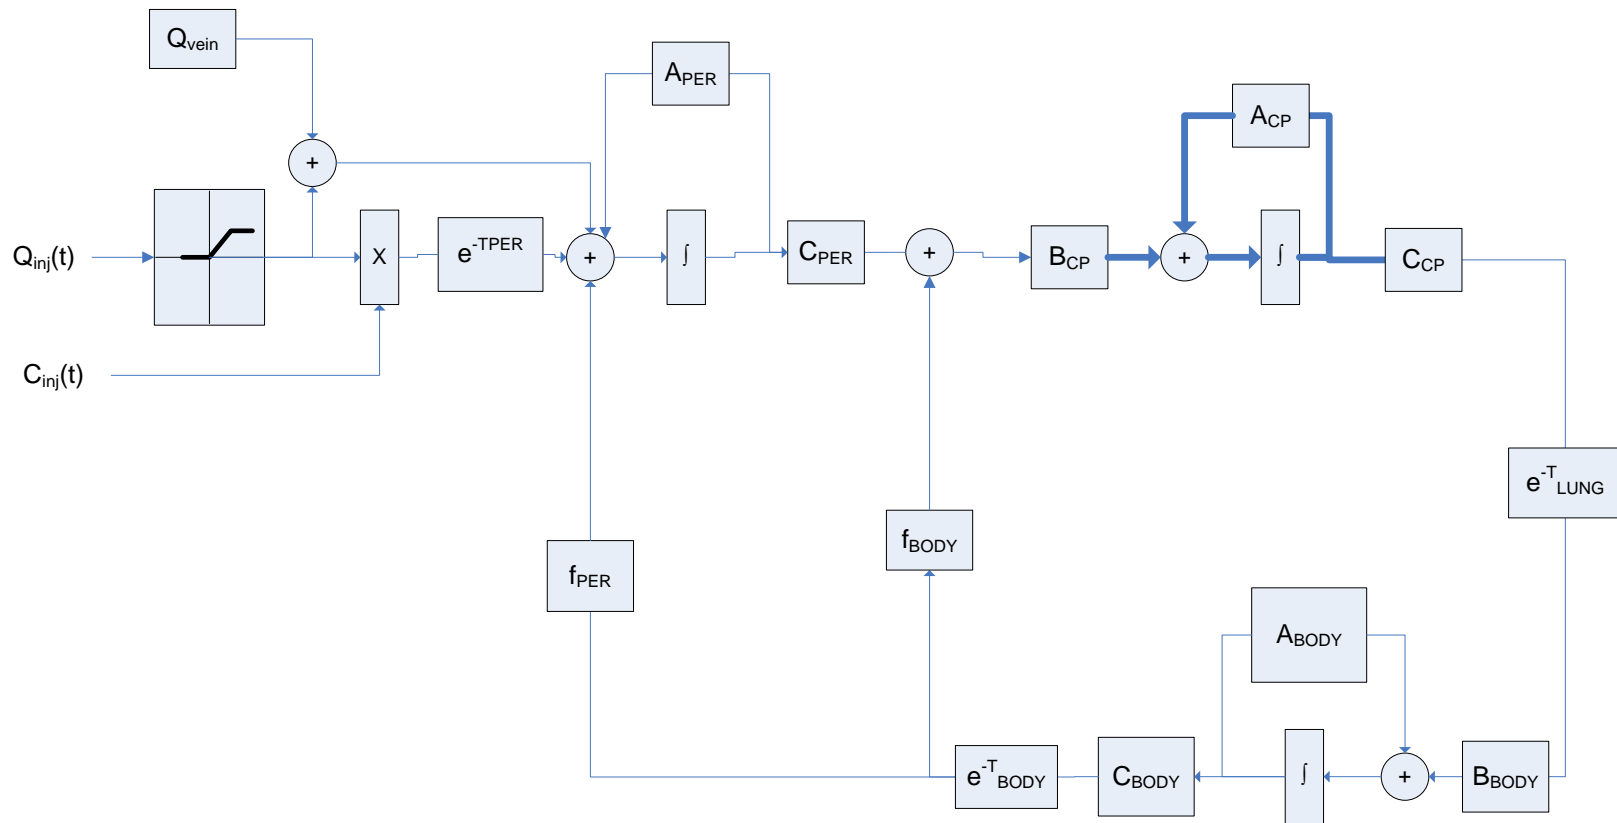 Qvein
APER
ACP
+
Qinj(t)
X
e-TPER
+
∫
CPER
+
BCP
+
∫
CCP
Cinj(t)
e-TLUNG
fBODY
fPER
ABODY
e-TBODY
CBODY
∫
+
BBODY